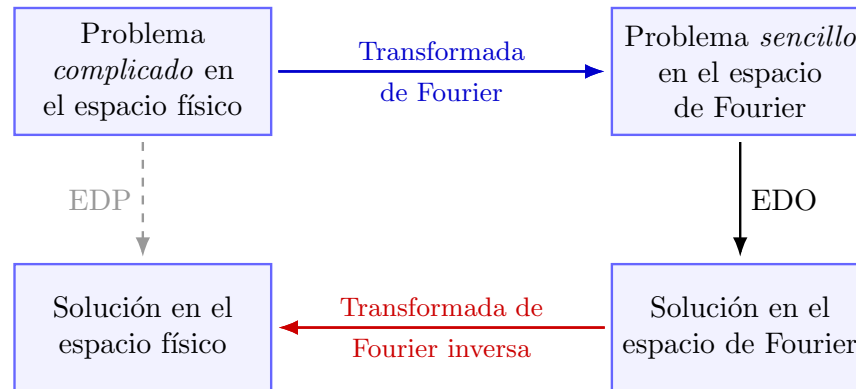 Problema
complicado en
el espacio físico
Transformada
de Fourier
Problema sencillo
en el espacio
de Fourier
EDP
EDO
Solución en el
espacio físico
Transformada de
Fourier inversa
Solución en el
espacio de Fourier